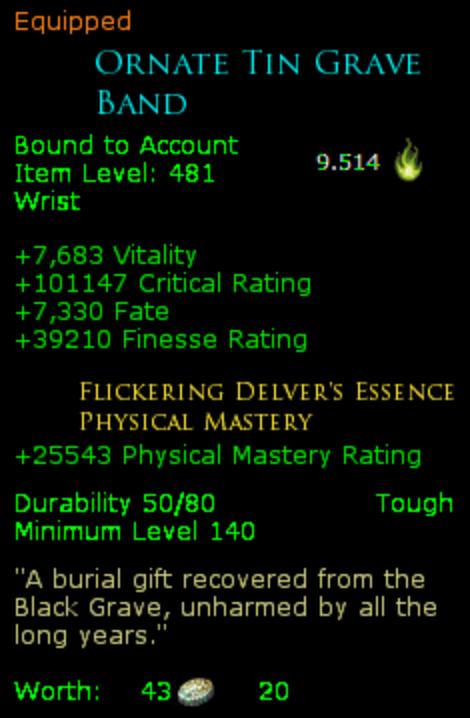 Equipped
Ornate Tin Grave
Band
Bound to Account
Item Level: 481
9.514
Wrist
+7,683 Vitality
+101147 Critical Rating
+7,330 Fate
+39210 Finesse Rating
Flickering Delver's Essence
Physical Mastery
+25543 Physical Mastery Rating
Durability 50/80 Tough
Minimum Level 140
"A burial gift recovered from the
Black Grave, unharmed by all the
long years."
Worth: 43 20